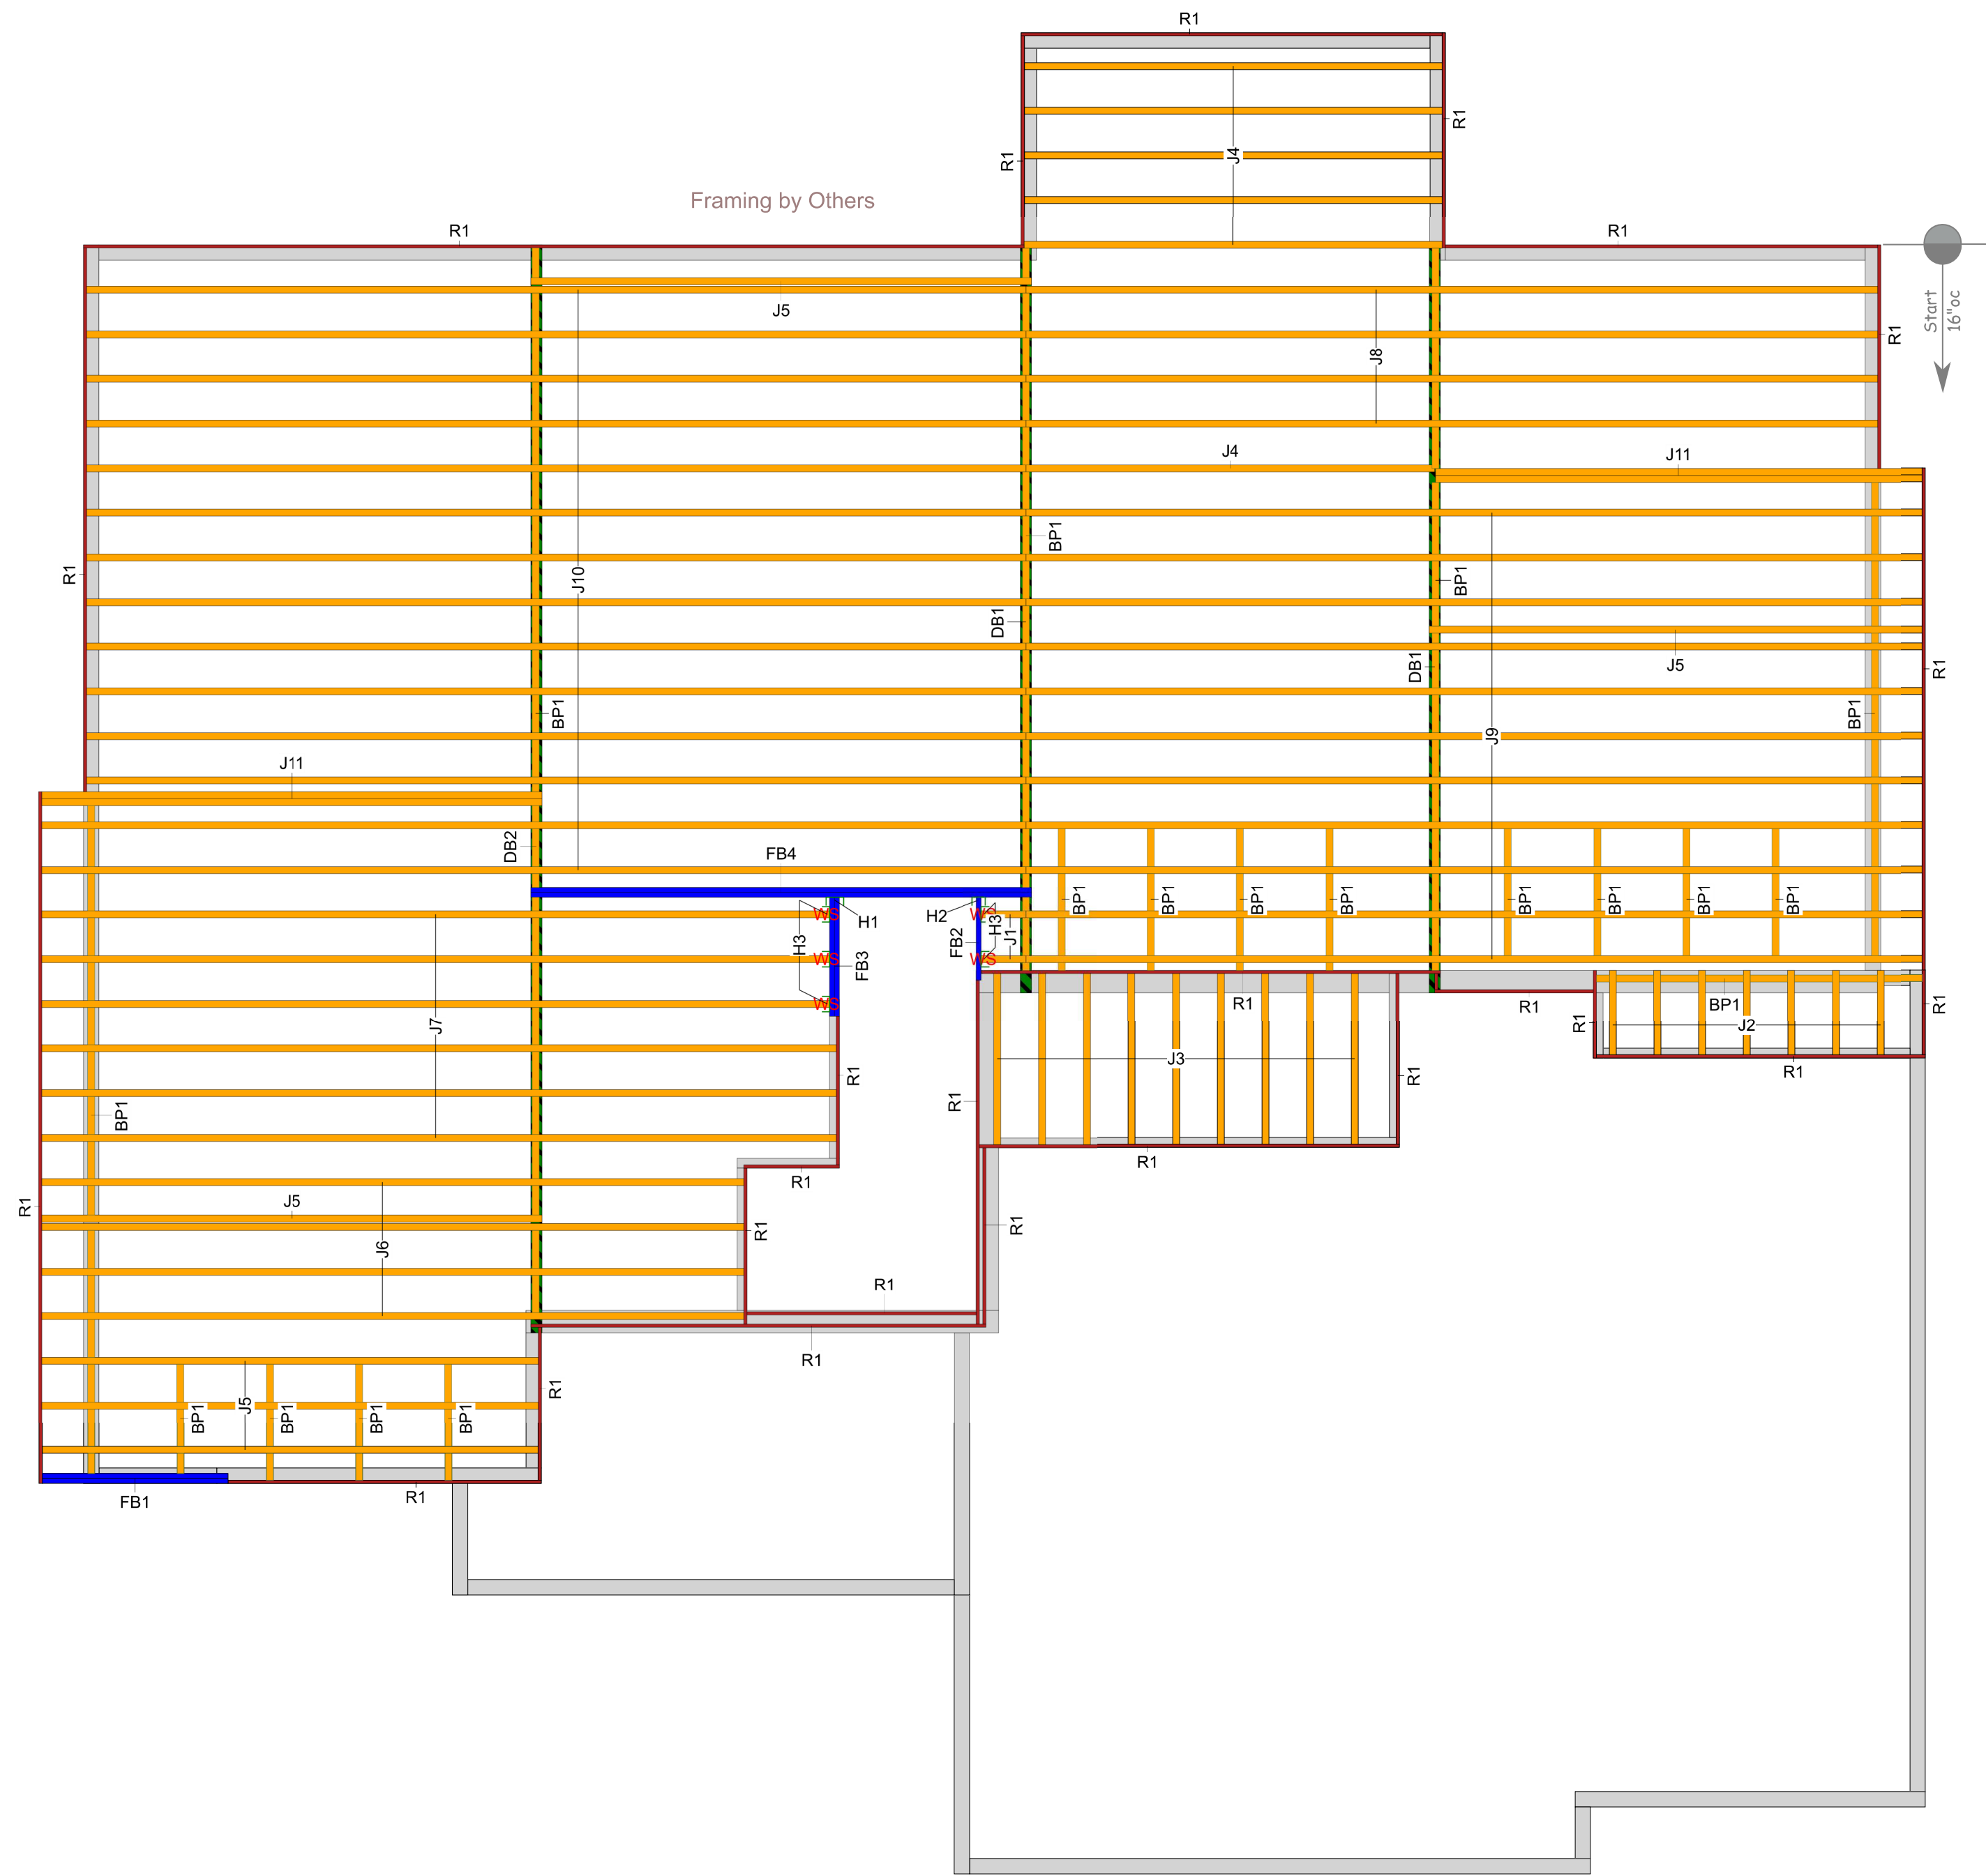 R1
R1
J4
R1
Framing by Others
R1
R1
Start
16"oc
J5
R1
J8
J4
J11
BP1
R1
J10
BP1
DB1
DB1
J5
R1
BP1
BP1
J9
J11
DB2
FB4
BP1
BP1
BP1
BP1
BP1
BP1
BP1
BP1
WS
H1
H2
WS
H3
H3
J1
FB2
WS
WS
FB3
WS
R1
R1
BP1
R1
R1
J7
J2
J3
R1
R1
R1
R1
BP1
R1
R1
J5
R1
R1
R1
J6
R1
R1
R1
J5
BP1
BP1
BP1
BP1
FB1
R1